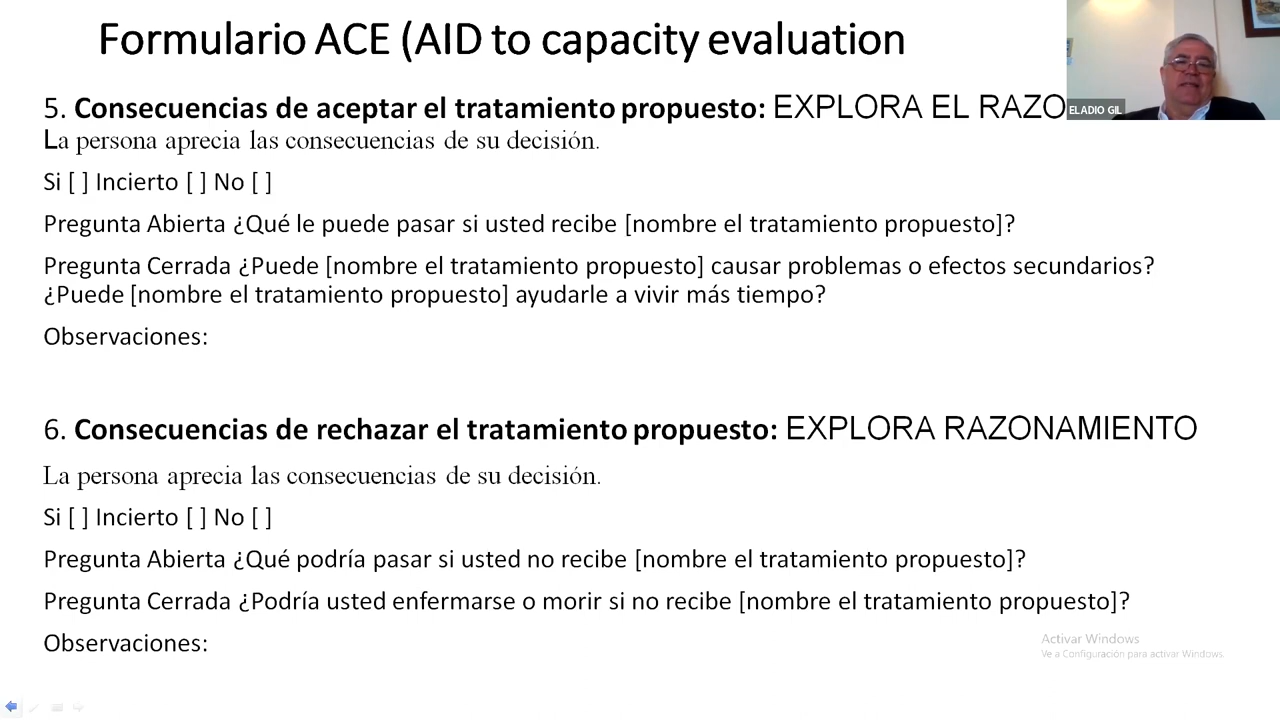 Formulario ACE (AID to capacity evaluation
ELADIO GIL
5. Consecuencias de aceptar el tratamiento propuesto: EXPLORA EL RAZO
La persona aprecia las consecuencias de su decisión.
Si [ ] Incierto [ ] No [ ]
Pregunta Abierta ¿Qué le puede pasar si usted recibe [nombre el tratamiento propuesto]?
Pregunta Cerrada ¿Puede [nombre el tratamiento propuesto] causar problemas o efectos secundarios?
¿Puede [nombre el tratamiento propuesto] ayudarle a vivir más tiempo?
Observaciones:
6. Consecuencias de rechazar el tratamiento propuesto: EXPLORA RAZONAMIENTO
La persona aprecia las consecuencias de su decisión.
Si [ ] Incierto [ ] No [ ]
Pregunta Abierta ¿Qué podría pasar si usted no recibe [nombre el tratamiento propuesto]?
Pregunta Cerrada ¿Podría usted enfermarse o morir si no recibe [nombre el tratamiento propuesto]?
Observaciones:
Activar Windows
Ve a Configuración para activar Windows.